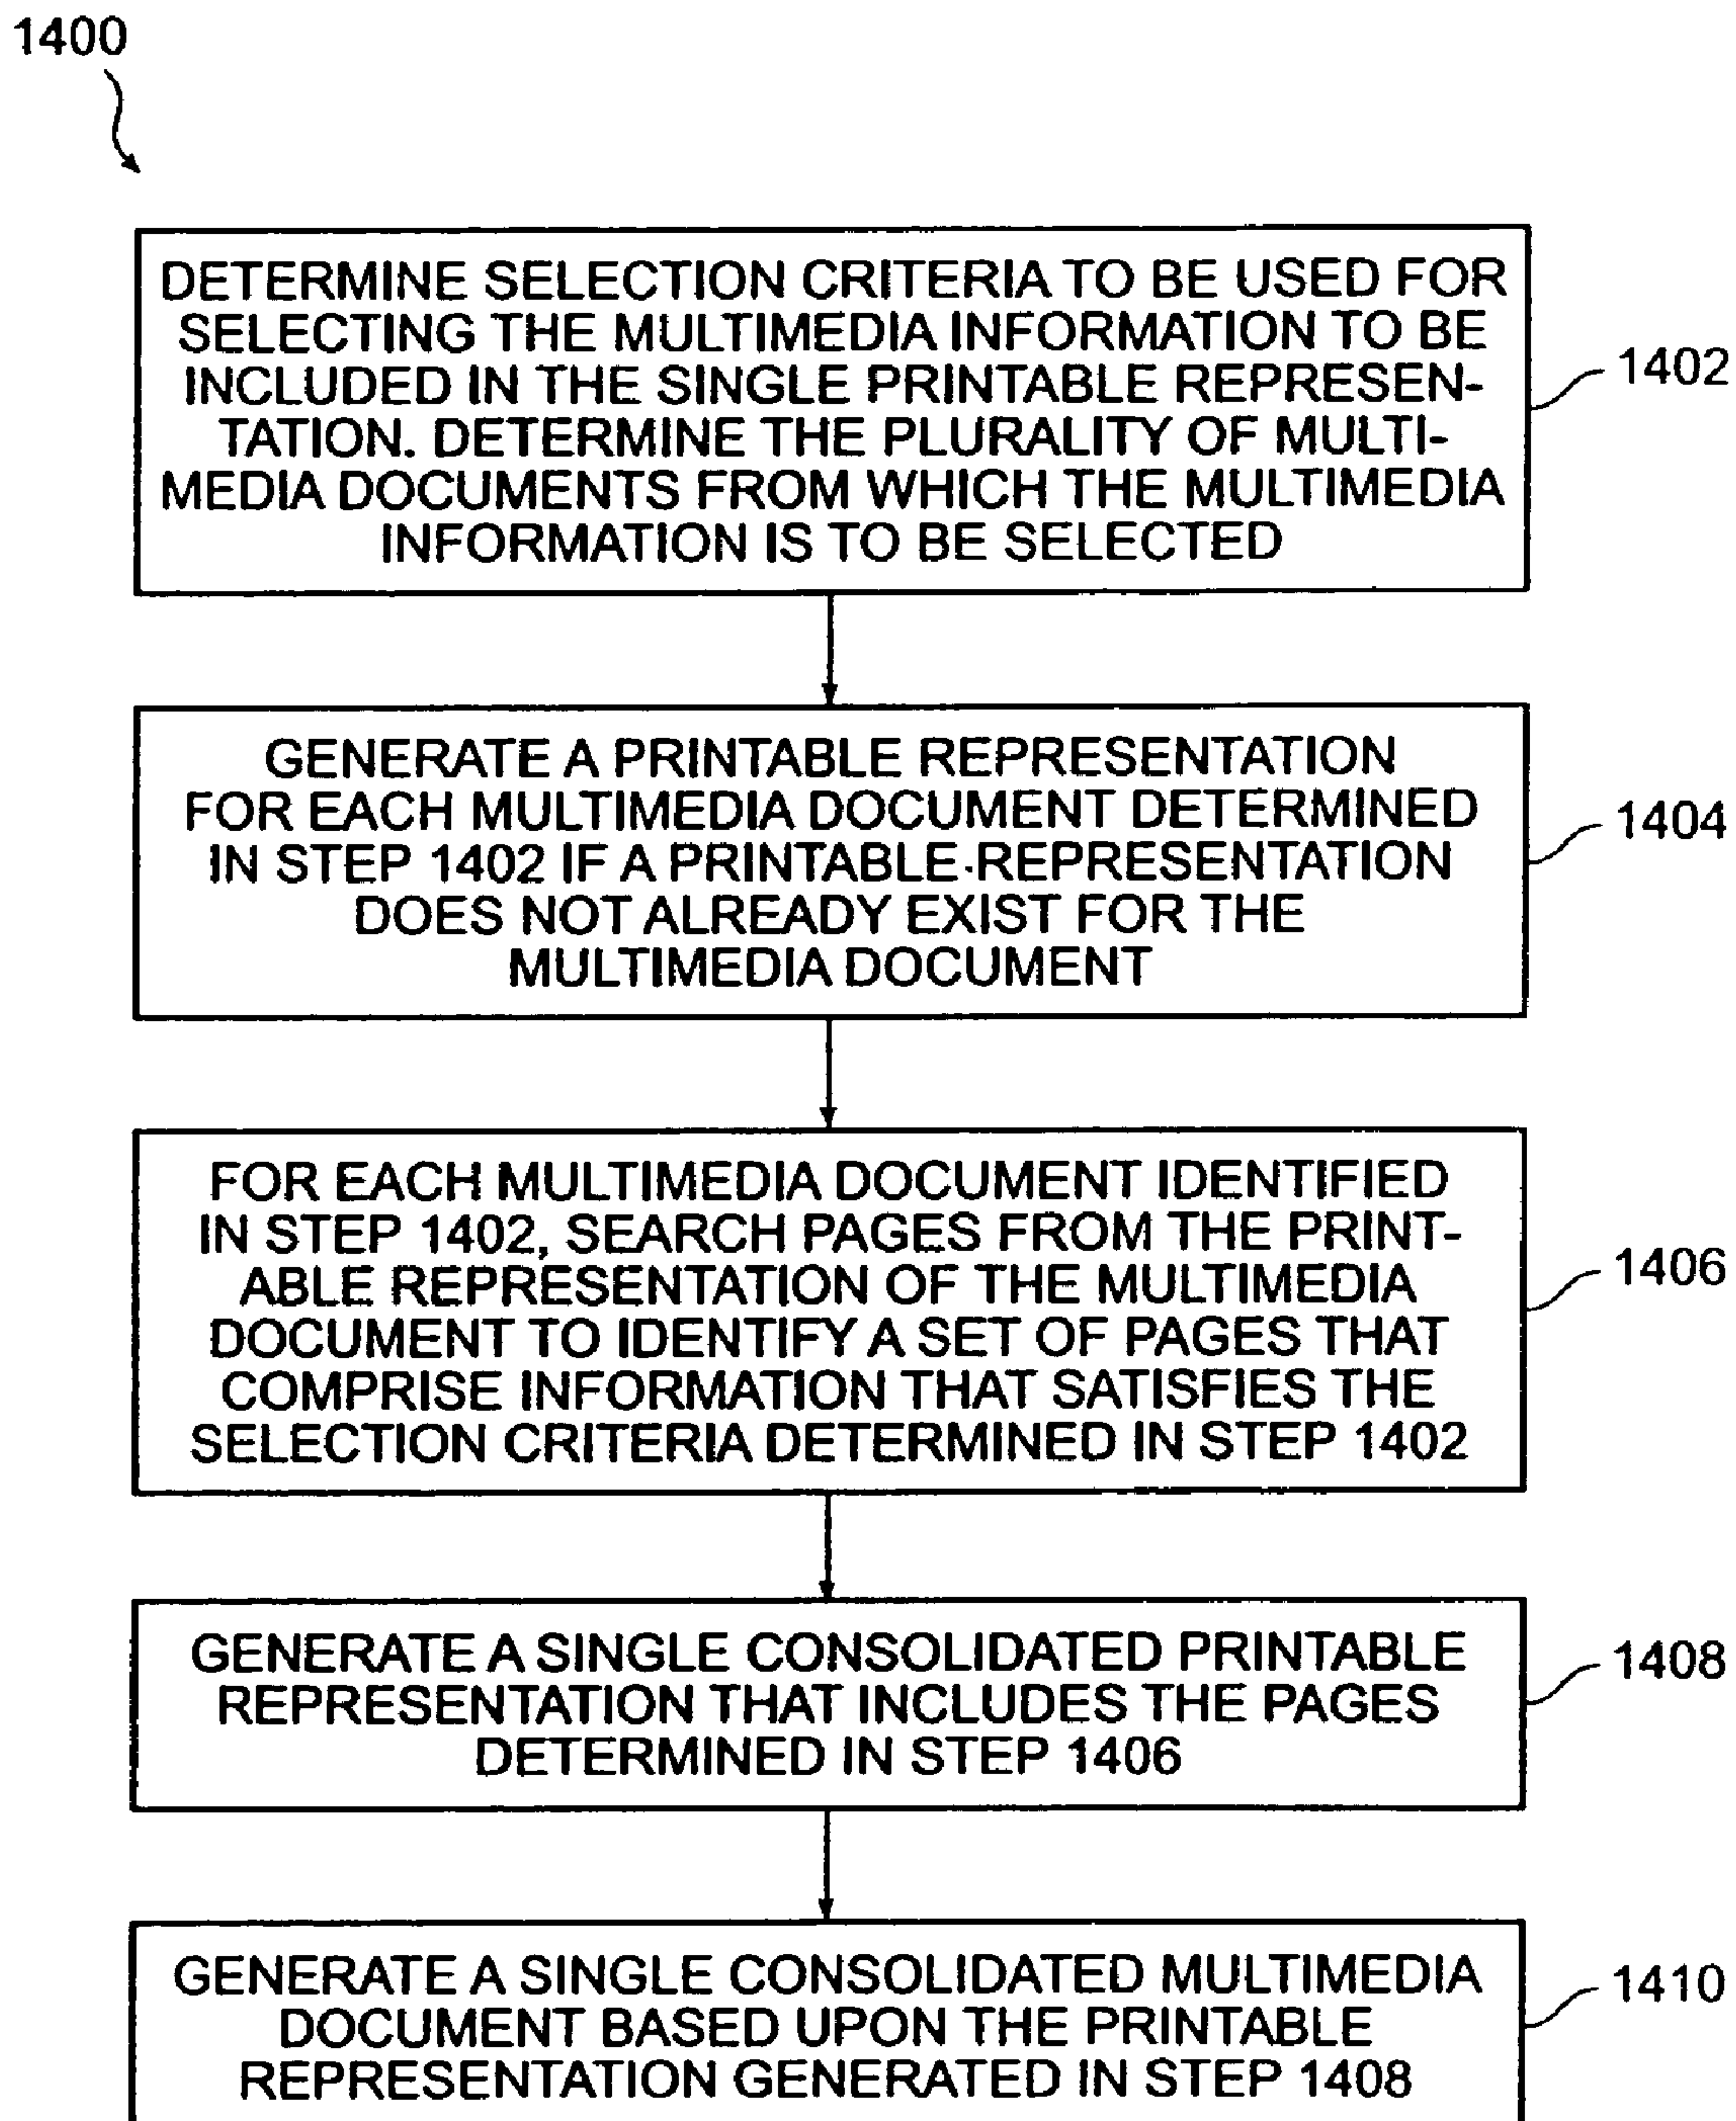 1400
DETERMINE SELECTION CRITERIA TO BE USED FOR
SELECTING THE MULTIMEDIA INFORMATION TO BE
INCLUDED IN THE SINGLE PRINTABLE REPRESEN-
TATION. DETERMINE THE PLURALITY OF MULTI-
MEDIA DOCUMENTS FROM WHICH THE MULTIMEDIA
INFORMATION IS TO BE SELECTED
1402
GENERATE A PRINTABLE REPRESENTATION
FOR EACH MULTIMEDIA DOCUMENT DETERMINED
IN STEP 1402 IF A PRINTABLE REPRESENTATION
DOES NOT ALREADY EXIST FOR THE
MULTIMEDIA DOCUMENT
1404
FOR EACH MULTIMEDIA DOCUMENT IDENTIFIED
IN STEP 1402, SEARCH PAGES FROM THE PRINT-
ABLE REPRESENTATION OF THE MULTIMEDIA
DOCUMENT TO IDENTIFY A SET OF PAGES THAT
COMPRISE INFORMATION THAT SATISFIES THE
SELECTION CRITERIA DETERMINED IN STEP 1402
1406
GENERATE A SINGLE CONSOLIDATED PRINTABLE
REPRESENTATION THAT INCLUDES THE PAGES
DETERMINED IN STEP 1406
1408
GENERATE A SINGLE CONSOLIDATED MULTIMEDIA
DOCUMENT BASED UPON THE PRINTABLE
REPRESENTATION GENERATED IN STEP 1408
1410